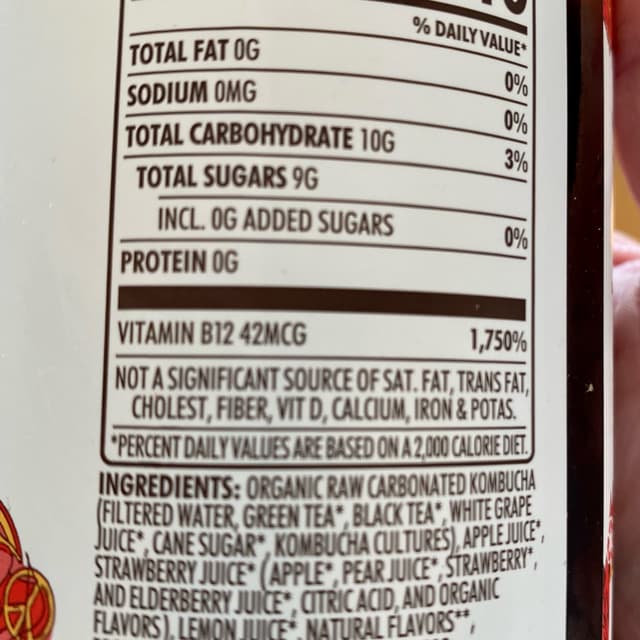 % DAILY VALUE*
TOTAL FAT 0G 0%
SODIUM 0MG 0%
TOTAL CARBOHYDRATE 10G 3%
TOTAL SUGARS 9G
INCL. 0G ADDED SUGARS 0%
PROTEIN 0G
VITAMIN B12 42MCG 1,750%
NOT A SIGNIFICANT SOURCE OF SAT. FAT, TRANS FAT,
CHOLEST, FIBER, VIT D, CALCIUM, IRON & POTAS.
*PERCENT DAILY VALUES ARE BASED ON A 2,000 CALORIE DIET.
INGREDIENTS: ORGANIC RAW CARBONATED KOMBUCHA
(FILTERED WATER, GREEN TEA*, BLACK TEA*, WHITE GRAPE
JUICE*, CANE SUGAR*, KOMBUCHA CULTURES), APPLE JUICE*,
STRAWBERRY JUICE* (APPLE*, PEAR JUICE*, STRAWBERRY*,
AND ELDERBERRY JUICE*, CITRIC ACID, AND ORGANIC
FLAVORS), LEMON JUICE*, NATURAL FLAVORS**,